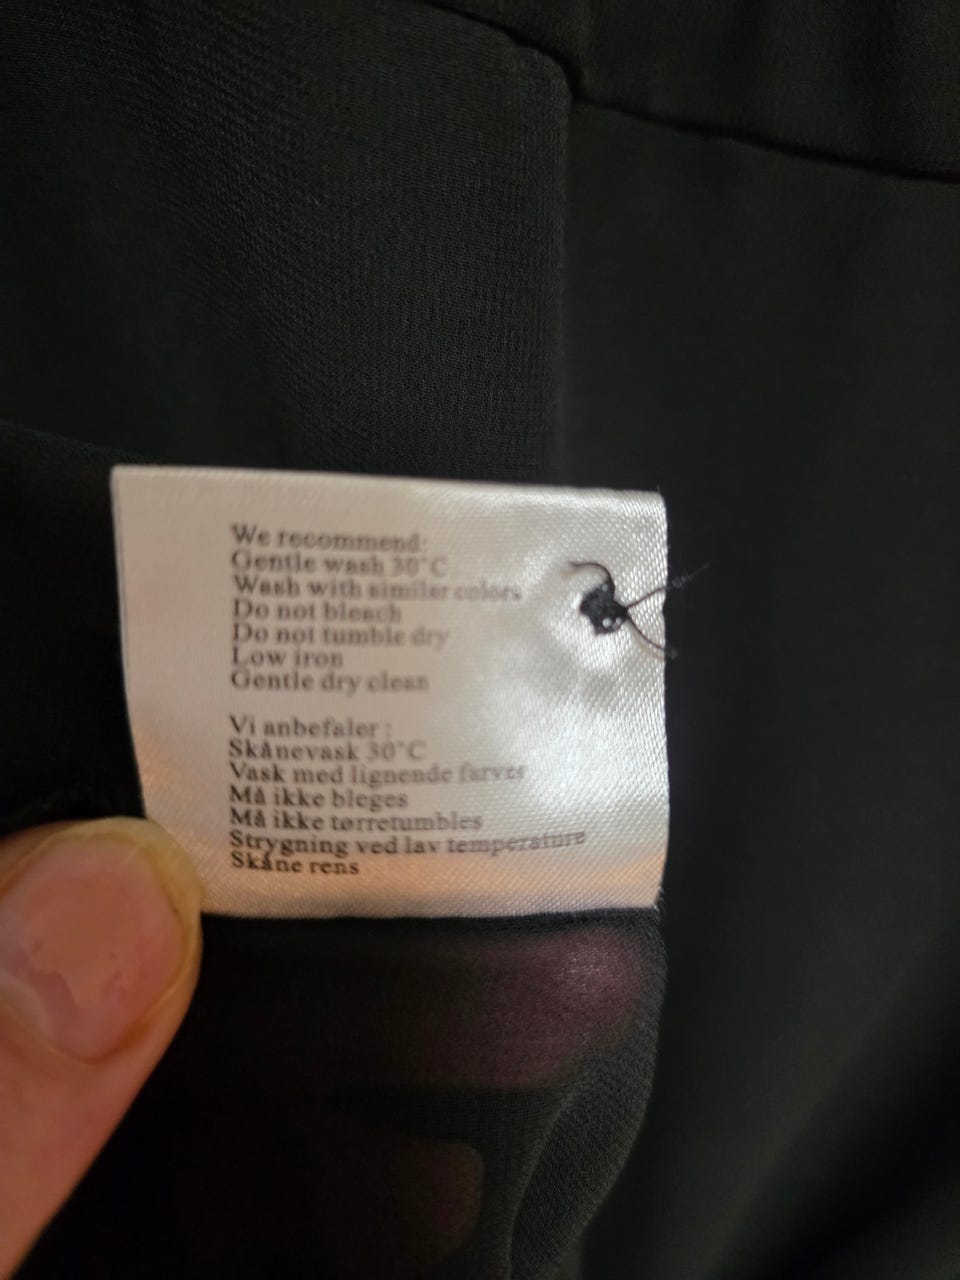 We recommend:
Gentle wash 30°C
Wash with similar colors
Do not bleach
Do not tumble dry
Low iron
Gentle dry clean
Vi anbefaler :
Skånevask 30°C
Vask med lignende farver
Må ikke bleges
Må ikke tørretumbles
Strygning ved lav temperature
Skåne rens